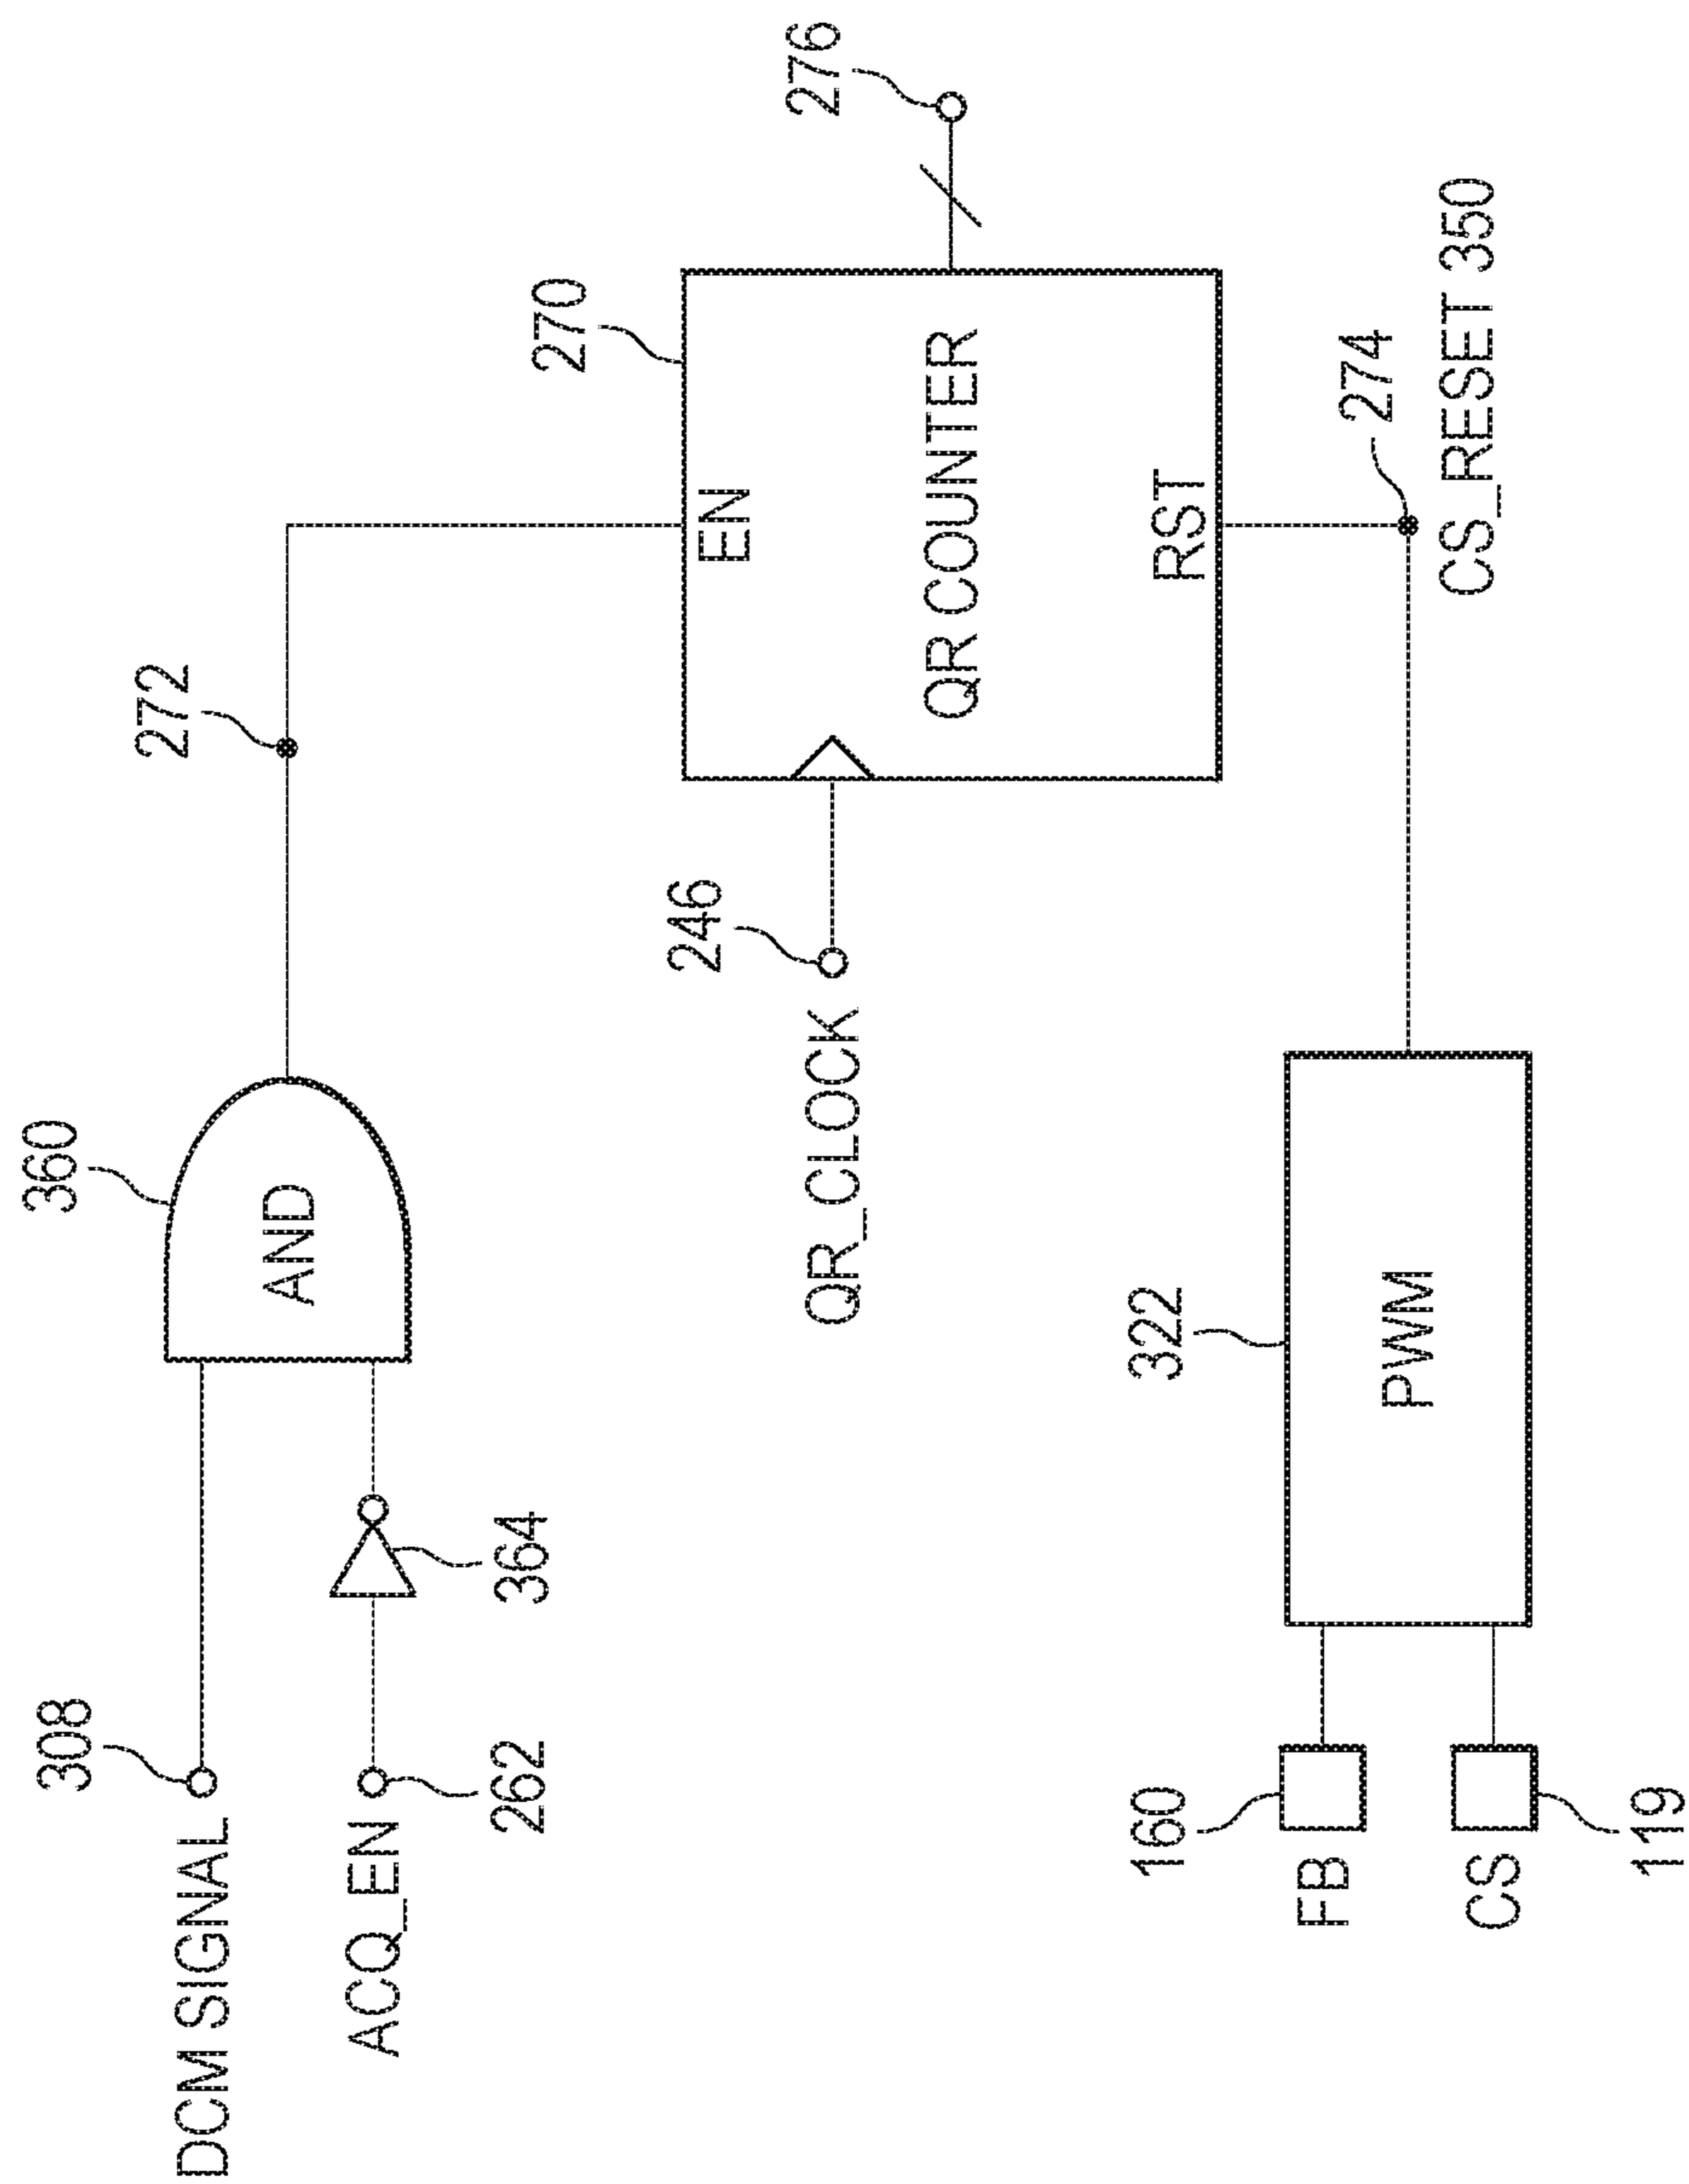 DCM SIGNAL
308
ACQ_EN
262
364
360
AND
272
270
EN
QR COUNTER
RST
QR_CLOCK
246
276
274
CS_RESET 350
322
PWM
160
FB
CS
119